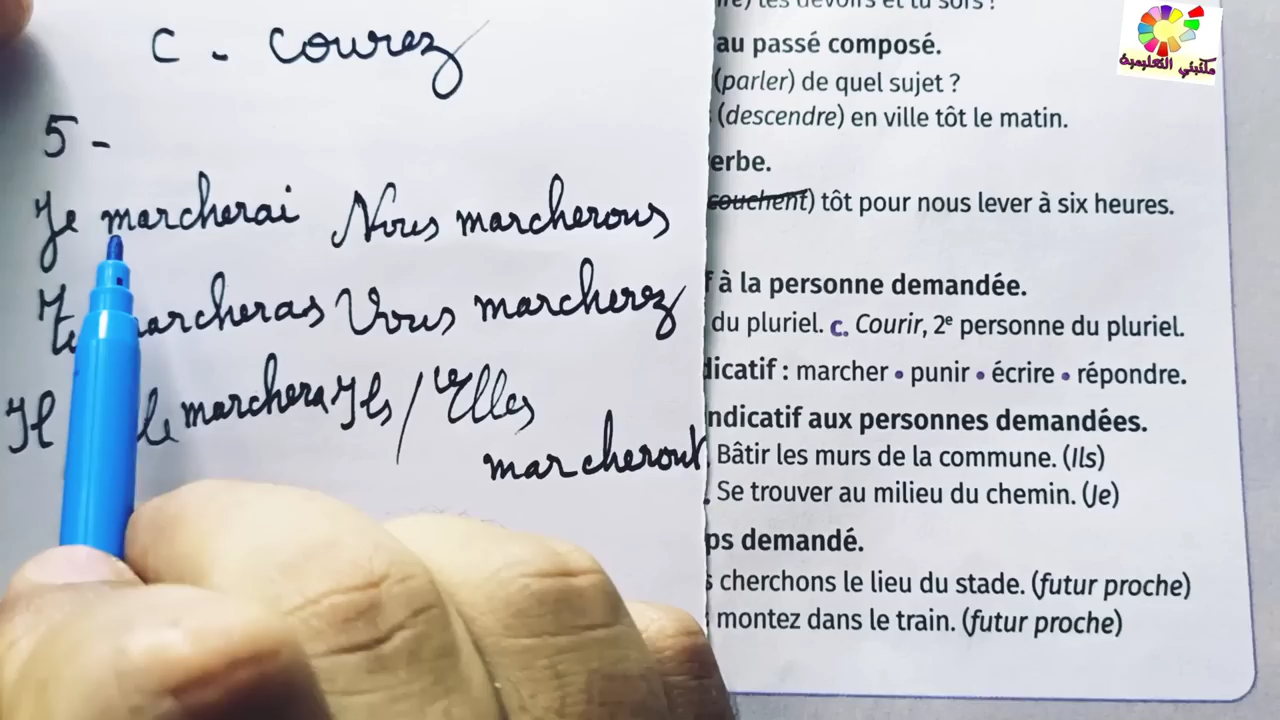 c - courez
5 -
Je marcherai Nous marcherons
marcheras Vous marcherez
Il le marchera Ils / Elles
marcheront
re) les devoirs et tu sors !
au passé composé.
(parler) de quel sujet ?
(descendre) en ville tôt le matin.
erbe.
couchent) tôt pour nous lever à six heures.
à la personne demandée.
du pluriel. c. Courir, 2e personne du pluriel.
dicatif : marcher • punir • écrire • répondre.
ndicatif aux personnes demandées.
Bâtir les murs de la commune. (Ils)
Se trouver au milieu du chemin. (Je)
ps demandé.
s cherchons le lieu du stade. (futur proche)
montez dans le train. (futur proche)
مكتبتي التعليمية